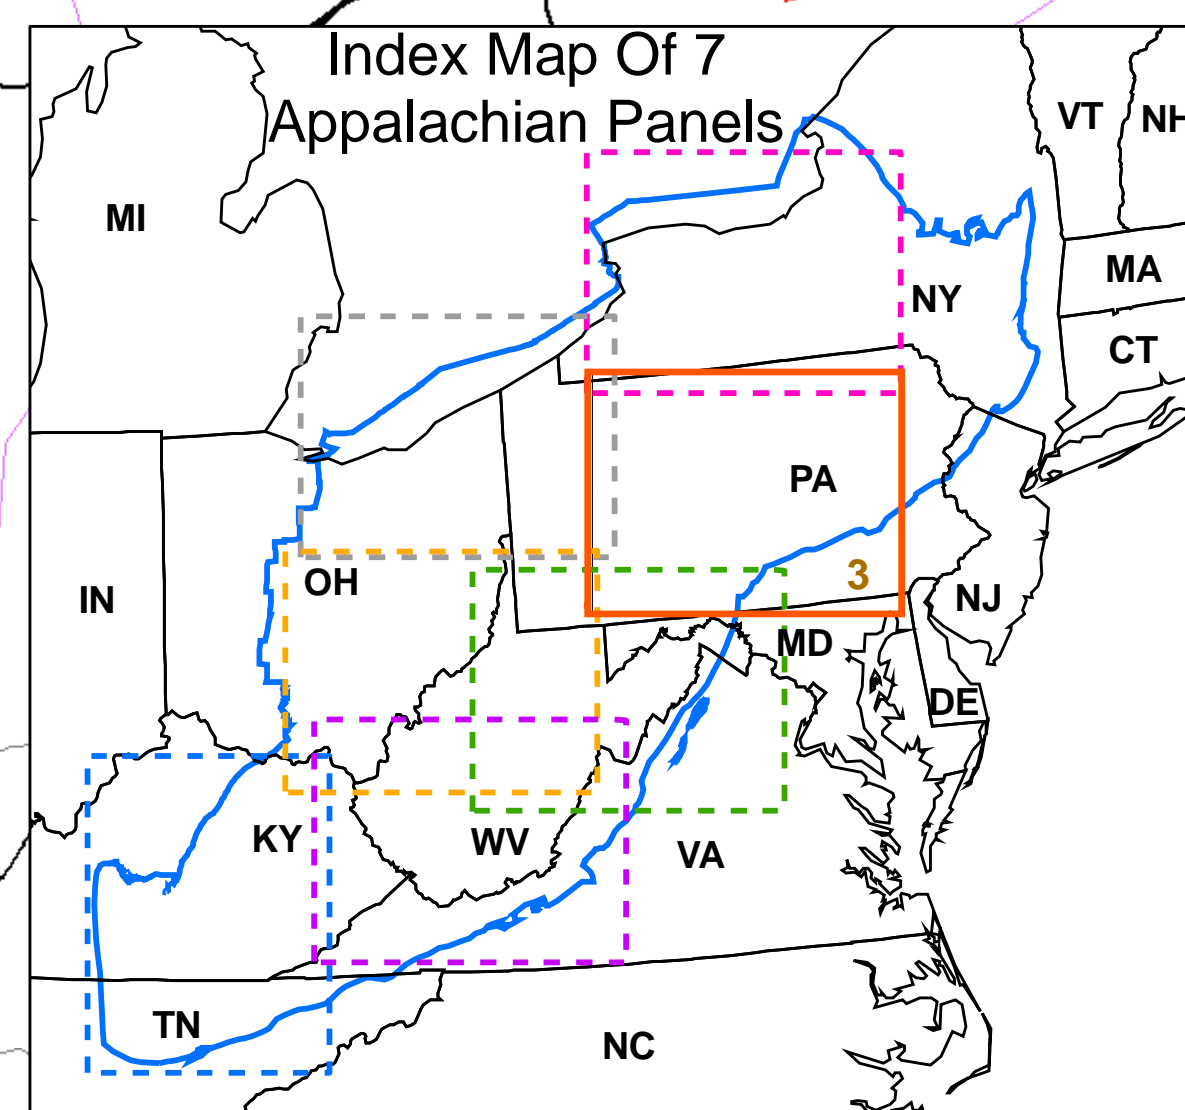 Index Map Of 7
Appalachian Panels
VT
NH
MI
MA
NY
CT
PA
OH
3
IN
NJ
MD
DE
KY
WV
VA
TN
NC